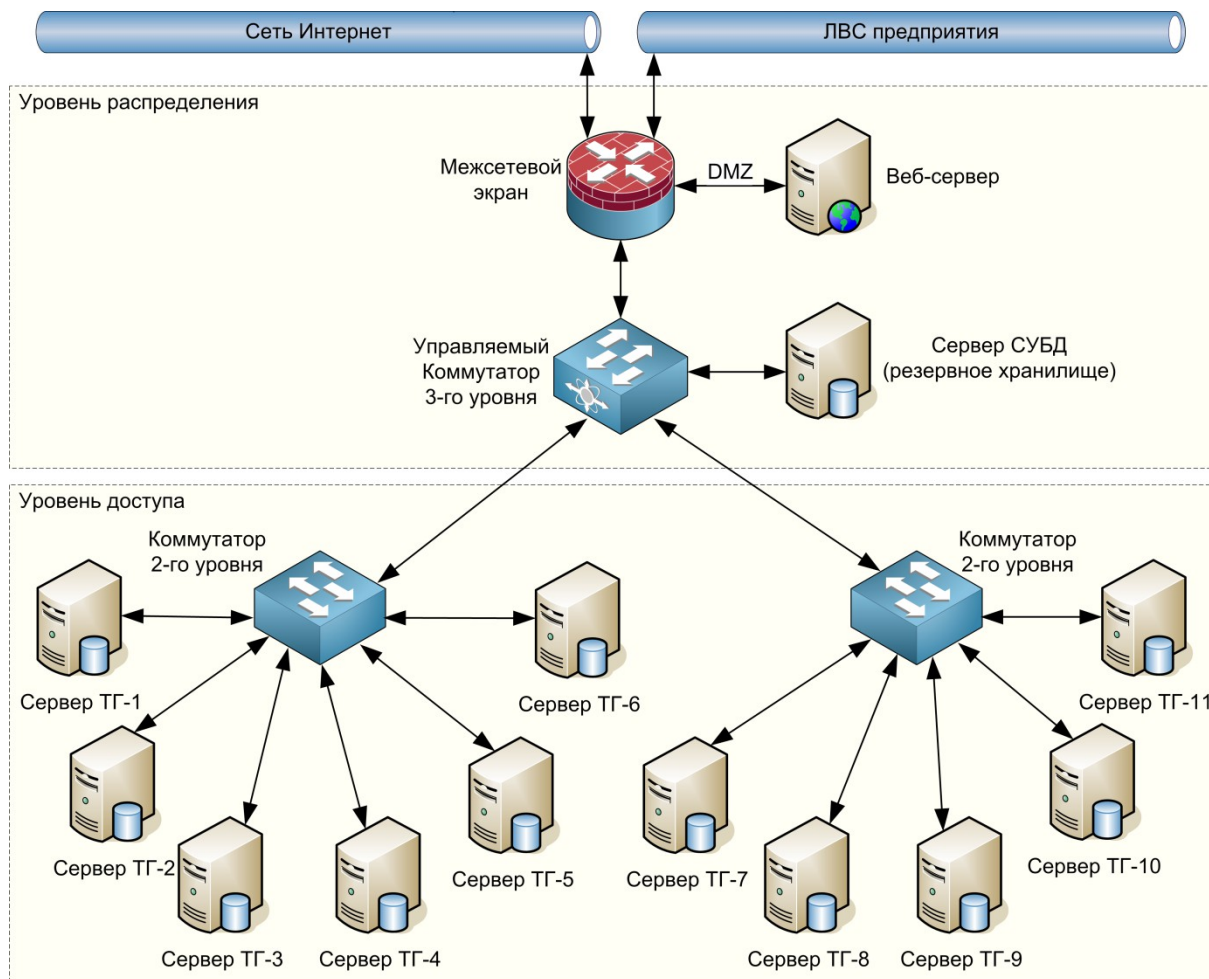 Сеть Интернет
ЛВС предприятия
Уровень распределения
Межсетевой
экран
DMZ
Веб-сервер
Управляемый
Коммутатор
3-го уровня
Сервер СУБД
(резервное хранилище)
Уровень доступа
Коммутатор
2-го уровня
Коммутатор
2-го уровня
Сервер ТГ-1
Сервер ТГ-6
Сервер ТГ-11
Сервер ТГ-2
Сервер ТГ-5
Сервер ТГ-7
Сервер ТГ-10
Сервер ТГ-3
Сервер ТГ-4
Сервер ТГ-8
Сервер ТГ-9